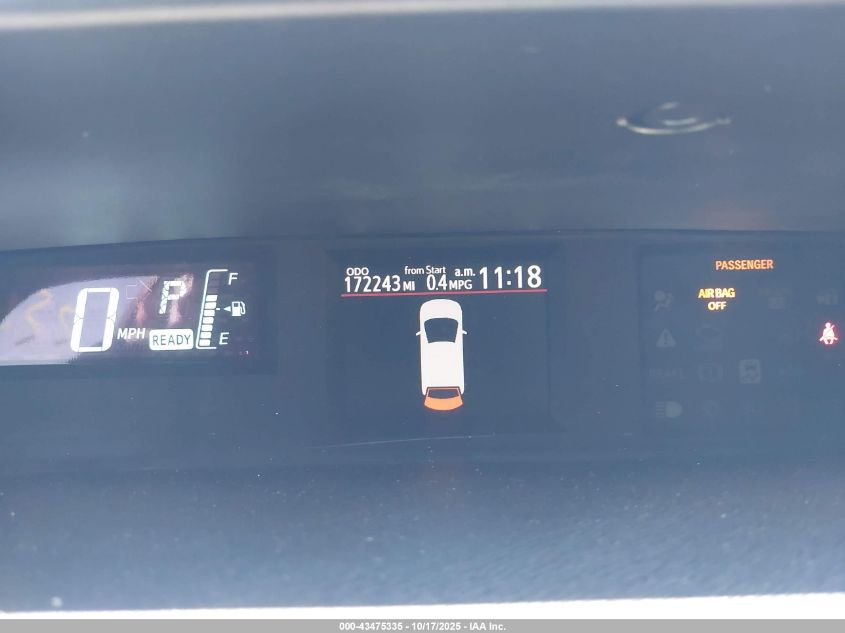 ODO from Start a.m.
172243 MI 0.4 MPG 11:18
F
0 MPH P READY
E
PASSENGER
AIR BAG
OFF
000-43475335 - 10/17/2025 - IAA Inc.